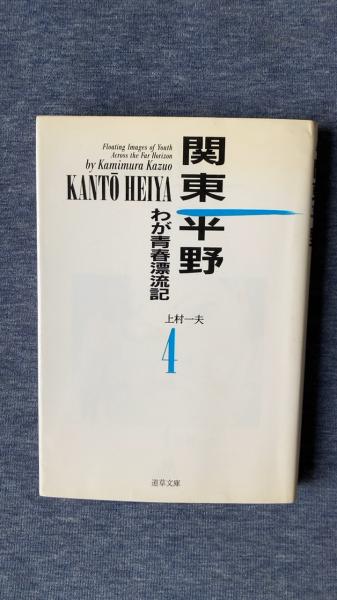 Floating Images of Youth
Across the Far Horizon
by Kamimura Kazuo
KANTŌ HEIYA
関東平野
わが青春漂流記
上村一夫
4
道草文庫